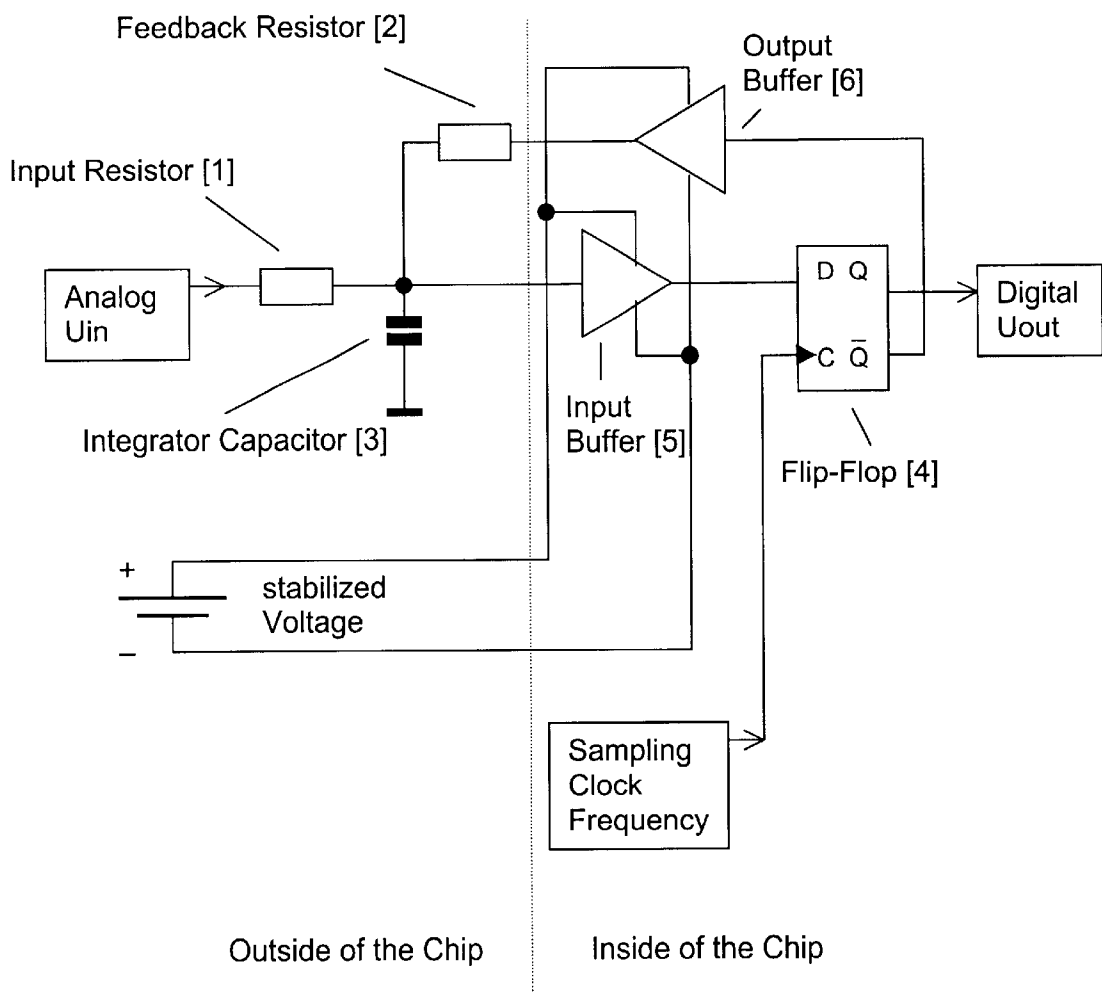 Feedback Resistor [2]
Output
Buffer [6]
Input Resistor [1]
Analog
Uin
D Q
C Q̅
Digital
Uout
Integrator Capacitor [3]
Input
Buffer [5]
Flip-Flop [4]
+
stabilized
Voltage
–
Sampling
Clock
Frequency
Outside of the Chip
Inside of the Chip